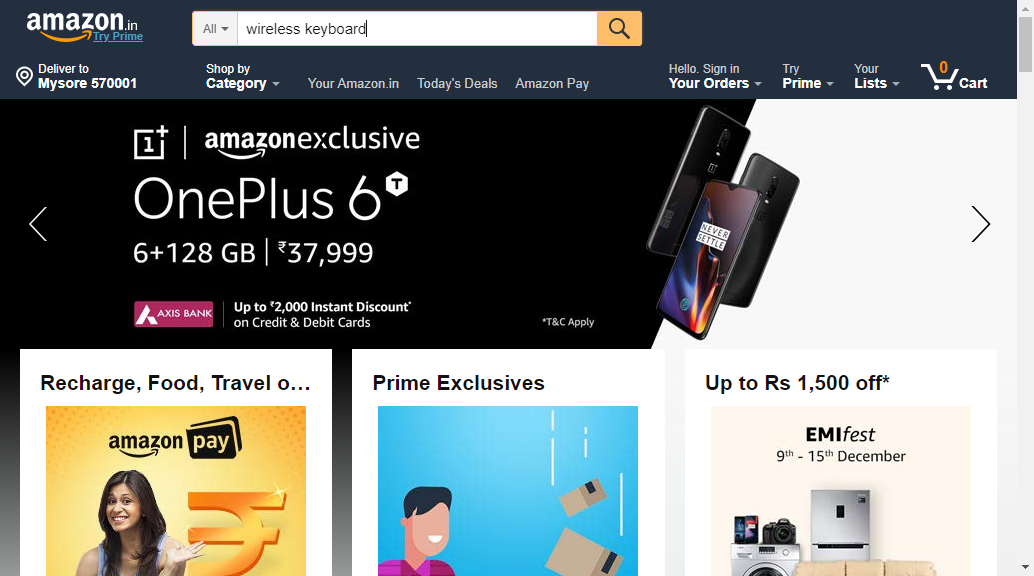 amazon.in
Try Prime
All
wireless keyboard
Deliver to
Mysore 570001
Shop by
Category
Your Amazon.in
Today's Deals
Amazon Pay
Hello. Sign in
Your Orders
Try
Prime
Your
Lists
0
Cart
1+ | amazonexclusive
OnePlus 6T
6+128 GB | ₹37,999
AXIS BANK
Up to ₹2,000 Instant Discount*
on Credit & Debit Cards
*T&C Apply
NEVER
SETTLE
Recharge, Food, Travel o...
Prime Exclusives
Up to Rs 1,500 off*
amazon pay
₹
EMIfest
9th - 15th December